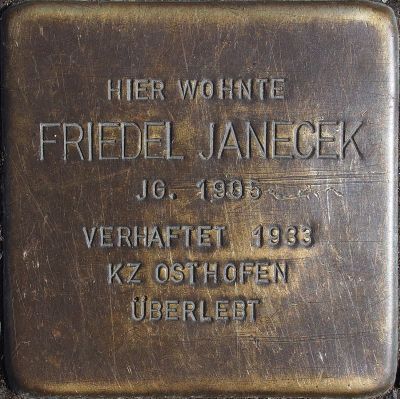 HIER WOHNTE
FRIEDEL JANECEK
JG. 1905
VERHAFTET 1933
KZ OSTHOFEN
ÜBERLEBT